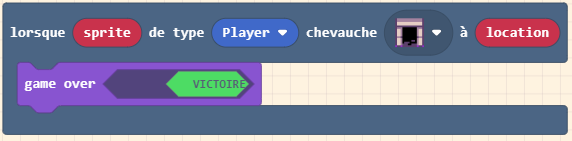 lorsque sprite de type Player chevauche à location
game over VICTOIRE